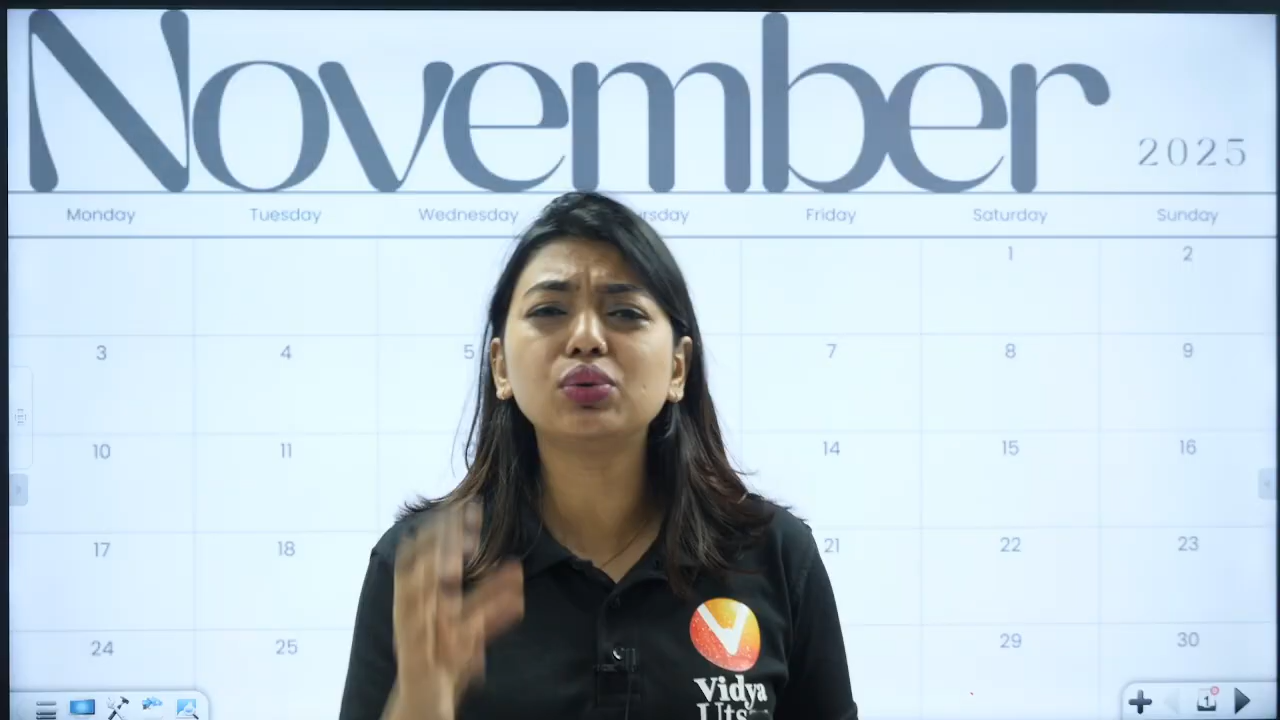 November
2025
Monday Tuesday Wednesday Friday Saturday Sunday
1 2
3 4 5 7 8 9
10 11 14 15 16
17 18 21 22 23
24 25 29 30
1
Vidya